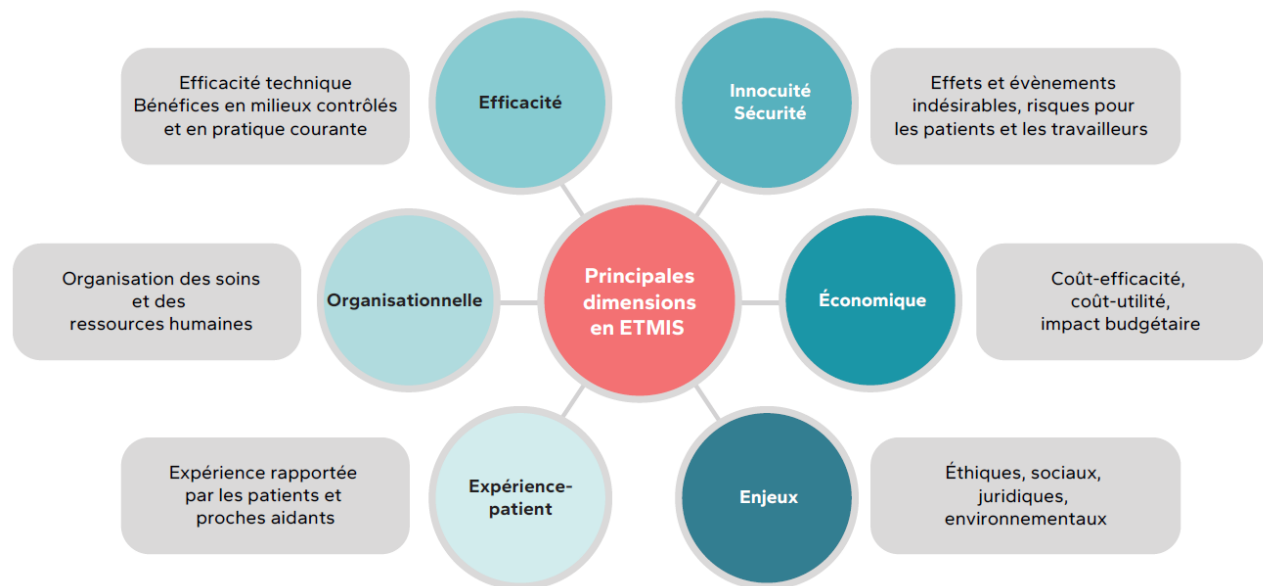 Efficacité technique
Bénéfices en milieux contrôlés
et en pratique courante
Efficacité
Innocuité
Sécurité
Effets et évènements
indésirables, risques pour
les patients et les travailleurs
Organisation des soins
et des
ressources humaines
Organisationnelle
Principales
dimensions
en ETMIS
Économique
Coût-efficacité,
coût-utilité,
impact budgétaire
Expérience rapportée
par les patients et
proches aidants
Expérience-
patient
Enjeux
Éthiques, sociaux,
juridiques,
environnementaux